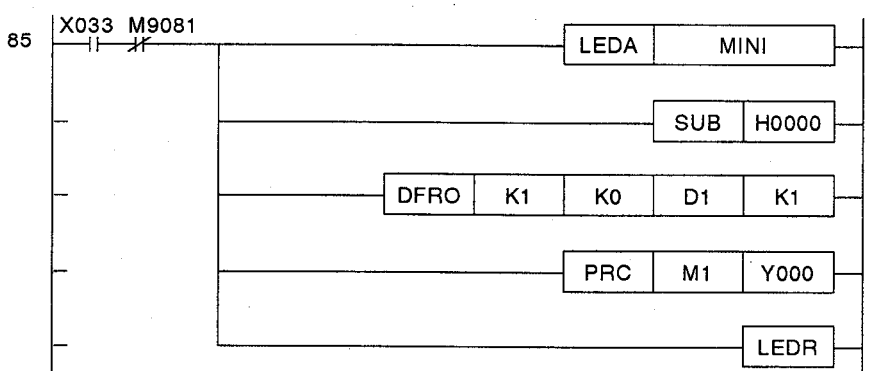 X033 M9081
85 LEDA MINI
SUB H0000
DFRO K1 K0 D1 K1
PRC M1 Y000
LEDR